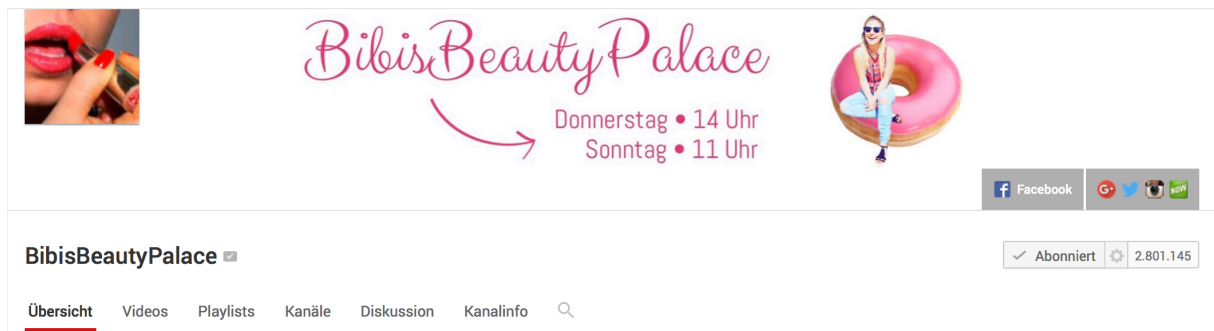 BibisBeautyPalace
Donnerstag • 14 Uhr
Sonntag • 11 Uhr
Facebook
NOW
BibisBeautyPalace
Abonniert 2.801.145
Übersicht Videos Playlists Kanäle Diskussion Kanalinfo